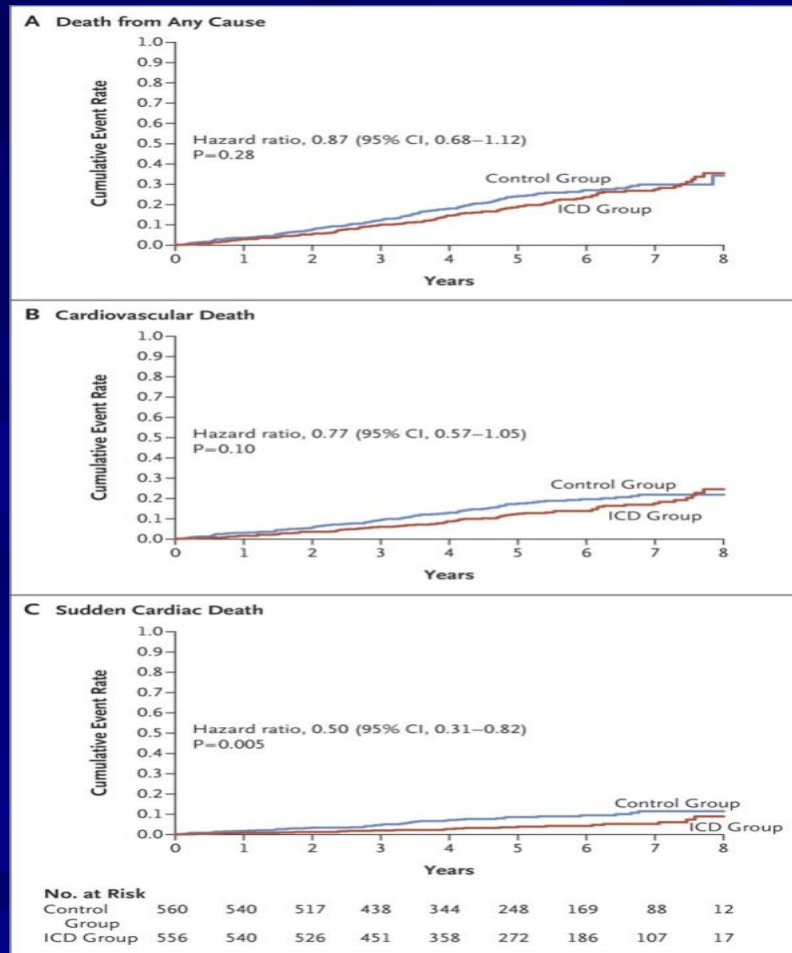 A Death from Any Cause
1.0
0.9
0.8
0.7
0.6
0.5
0.4
0.3
0.2
0.1
0.0
Cumulative Event Rate
Hazard ratio, 0.87 (95% CI, 0.68–1.12)
P=0.28
Control Group
ICD Group
0 1 2 3 4 5 6 7 8
Years
B Cardiovascular Death
1.0
0.9
0.8
0.7
0.6
0.5
0.4
0.3
0.2
0.1
0.0
Cumulative Event Rate
Hazard ratio, 0.77 (95% CI, 0.57–1.05)
P=0.10
Control Group
ICD Group
0 1 2 3 4 5 6 7 8
Years
C Sudden Cardiac Death
1.0
0.9
0.8
0.7
0.6
0.5
0.4
0.3
0.2
0.1
0.0
Cumulative Event Rate
Hazard ratio, 0.50 (95% CI, 0.31–0.82)
P=0.005
Control Group
ICD Group
0 1 2 3 4 5 6 7 8
Years
No. at Risk
Control 560 540 517 438 344 248 169 88 12
Group
ICD Group 556 540 526 451 358 272 186 107 17